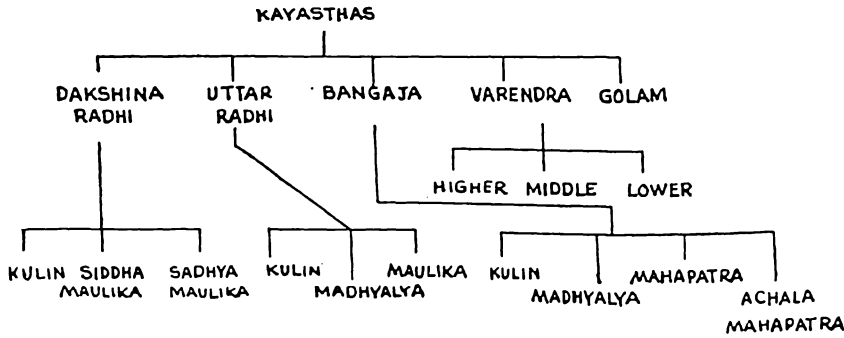 KAYASTHAS
DAKSHINA RADHI
UTTAR RADHI
BANGAJA
VARENDRA
GOLAM
HIGHER
MIDDLE
LOWER
KULIN
SIDDHA MAULIKA
SADHYA MAULIKA
KULIN
MADHYALYA
MAULIKA
KULIN
MADHYALYA
MAHAPATRA
ACHALA MAHAPATRA